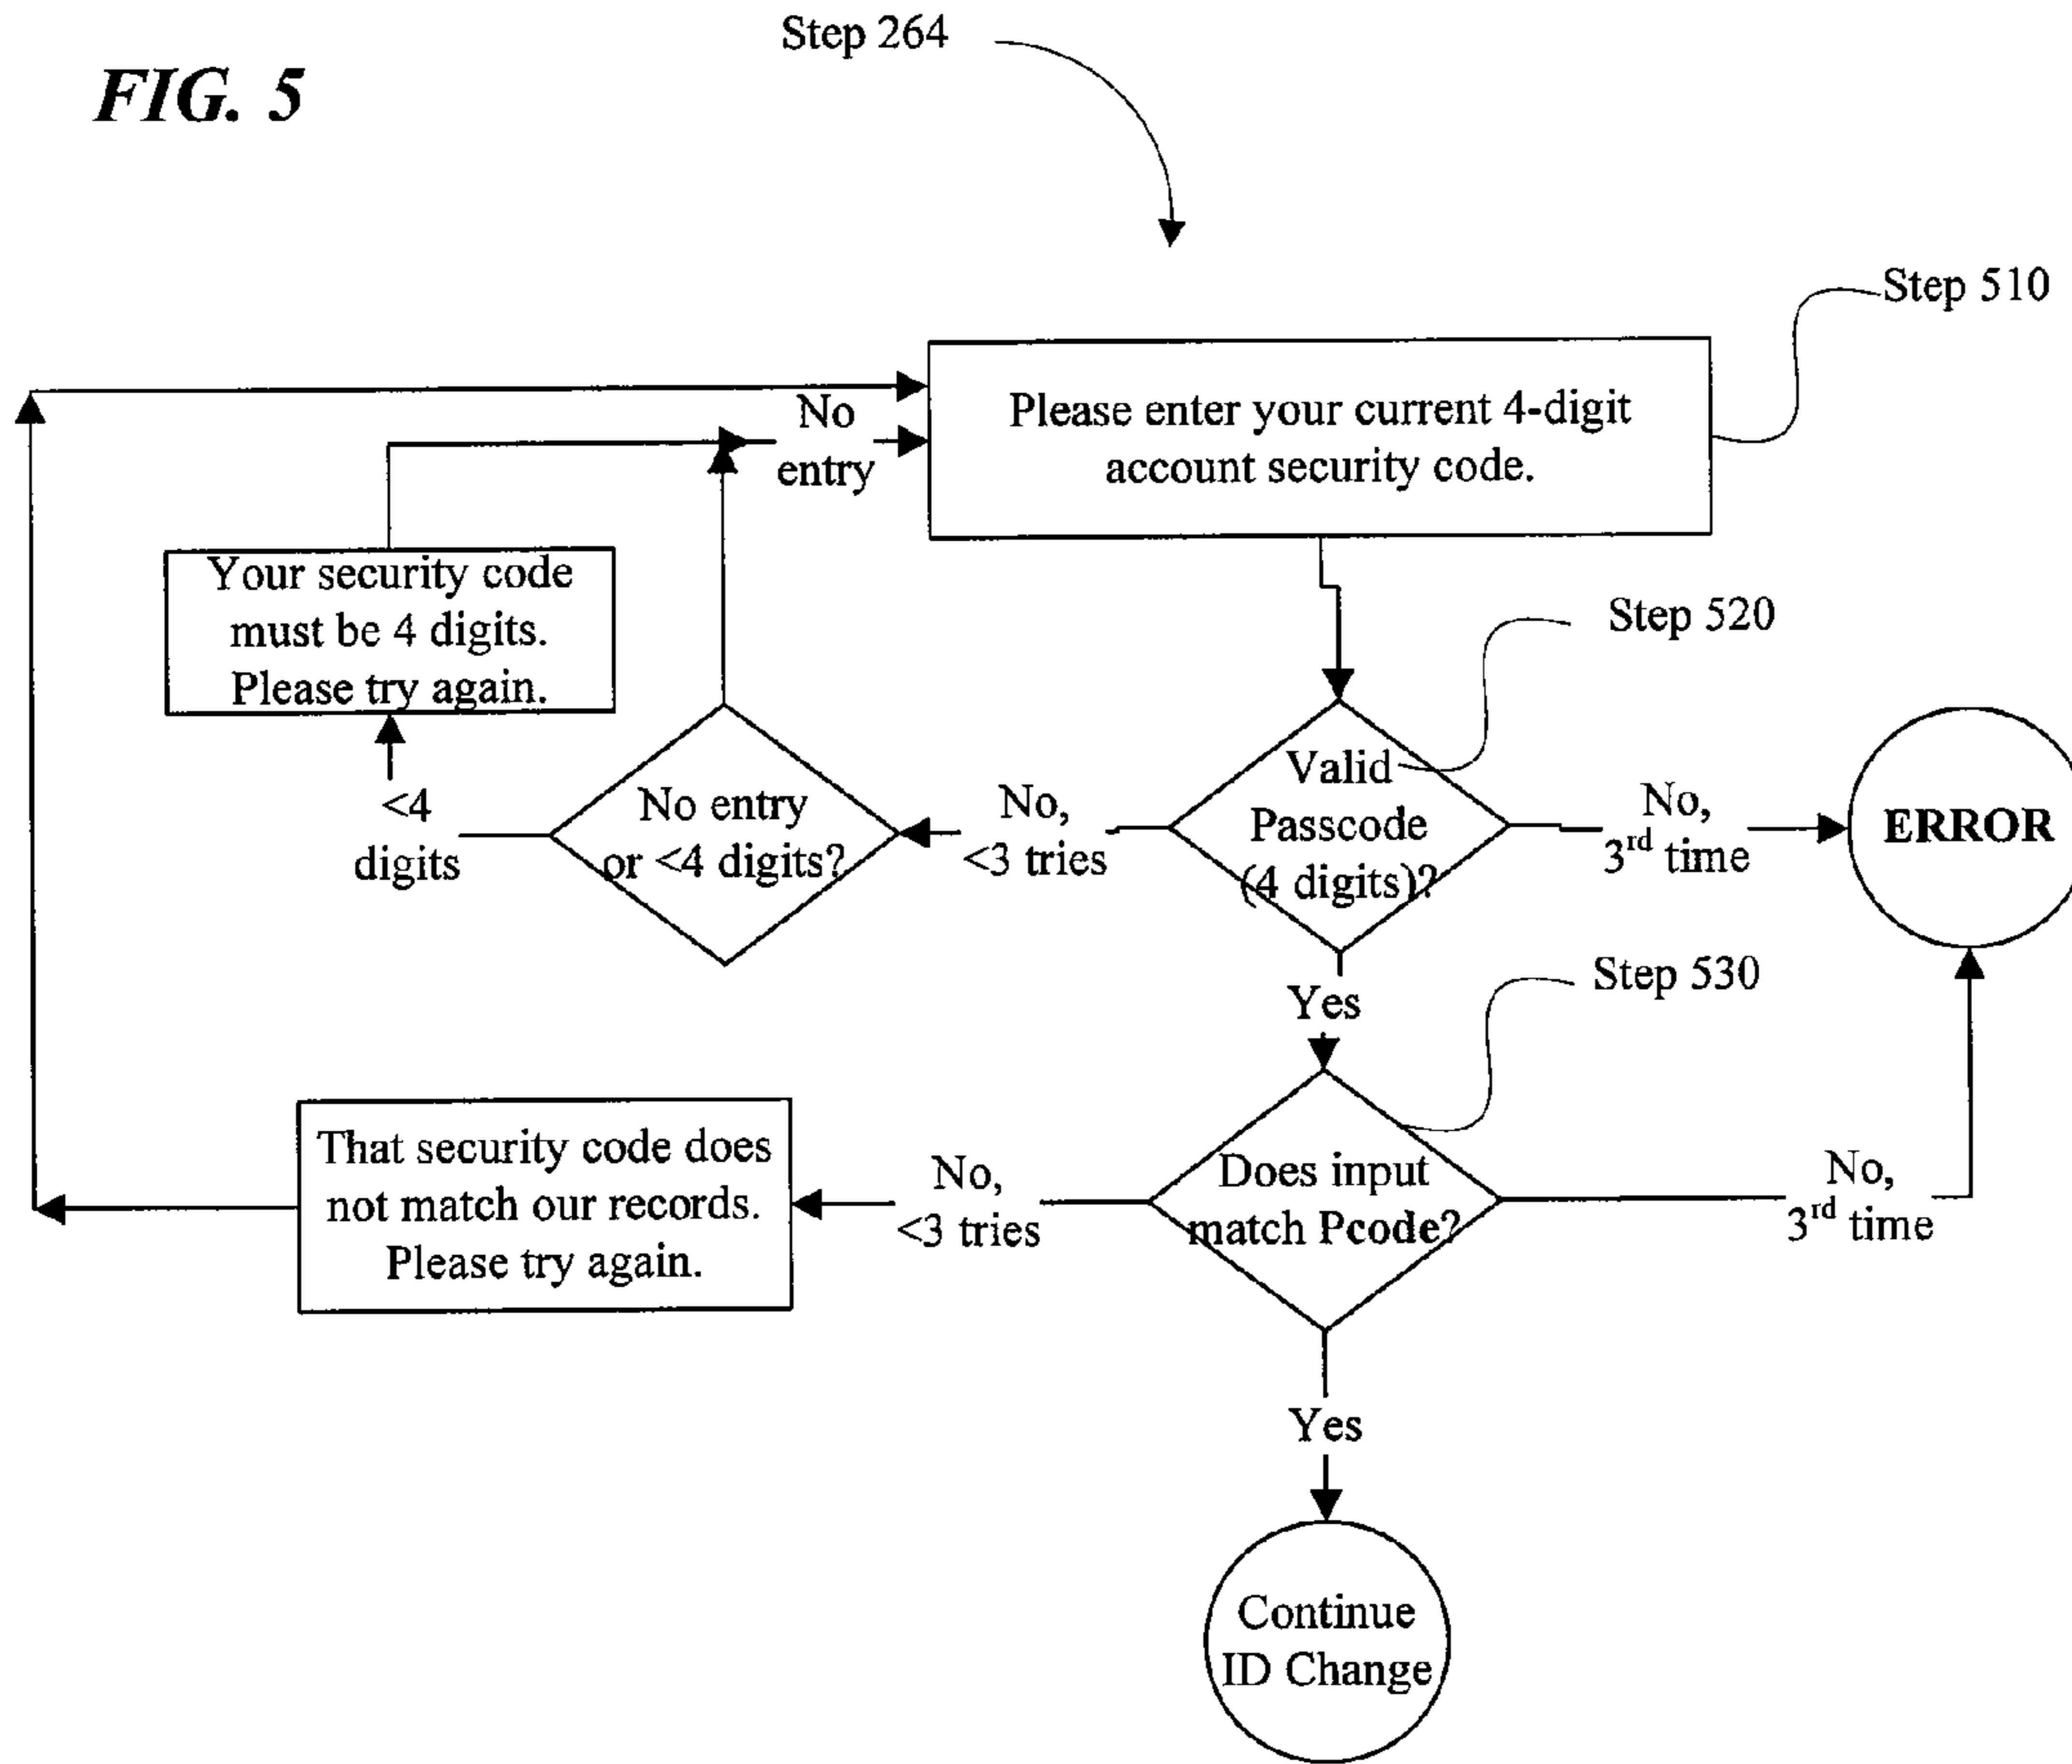 FIG. 5
Step 264
Step 510
Please enter your current 4-digit
account security code.
No
entry
Your security code
must be 4 digits.
Please try again.
Step 520
Valid
Passcode
(4 digits)?
No,
<3 tries
No entry
or <4 digits?
<4
digits
No,
3rd time
ERROR
Yes
Step 530
Does input
match Pcode?
No,
<3 tries
That security code does
not match our records.
Please try again.
No,
3rd time
Yes
Continue
ID Change